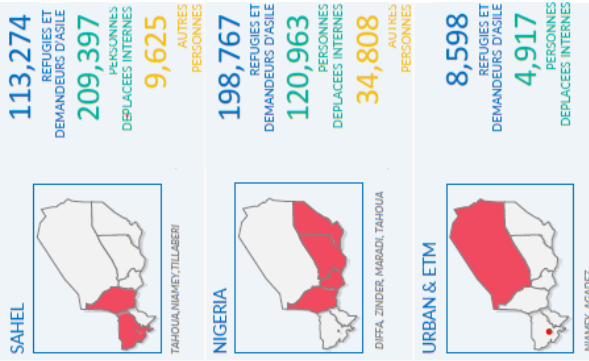 SAHEL
TAHOUA,NIAMEY,TILLABERI
113,274
REFUGIES ET
DEMANDEURS D'ASILE
209,397
PERSONNES
DEPLACEES INTERNES
9,625
AUTRES
PERSONNES
NIGERIA
DIFFA, ZINDER, MARADI, TAHOUA
198,767
REFUGIES ET
DEMANDEURS D'ASILE
120,963
PERSONNES
DEPLACEES INTERNES
34,808
AUTRES
PERSONNES
URBAN & ETM
NIAMEY, AGADEZ
8,598
REFUGIES ET
DEMANDEURS D'ASILE
4,917
PERSONNES
DEPLACEES INTERNES